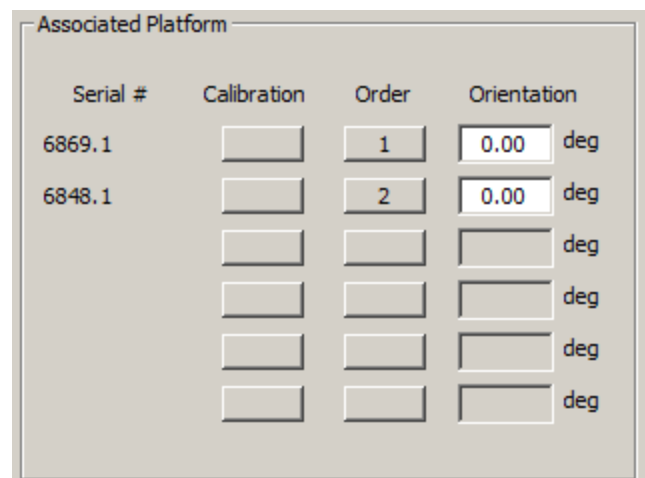 Associated Platform
Serial # Calibration Order Orientation
6869.1 1 0.00 deg
6848.1 2 0.00 deg
deg
deg
deg
deg